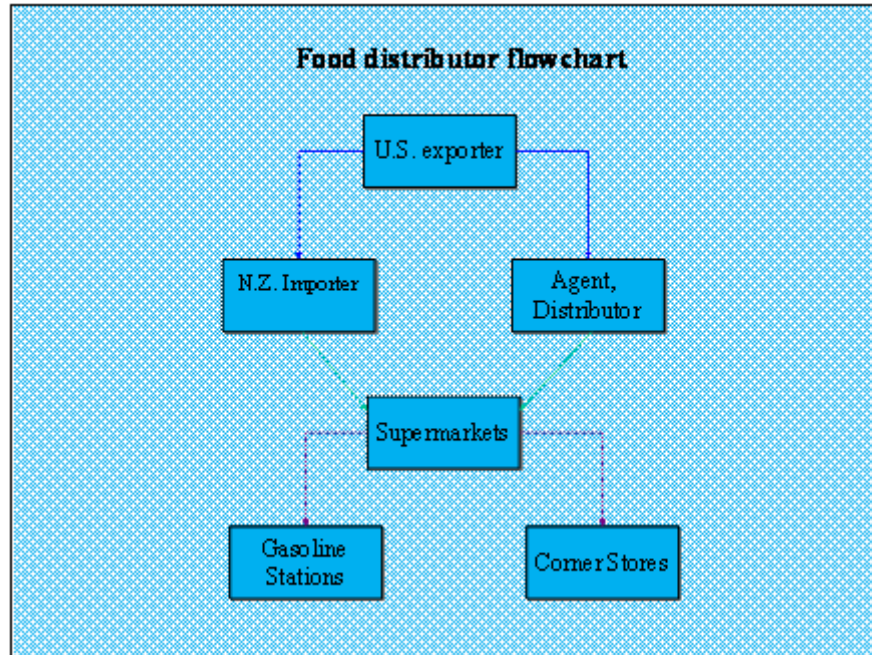 Food distributor flowchart
U.S. exporter
N.Z. Importer
Agent,
Distributor
Supermarkets
Gasoline
Stations
Corner Stores